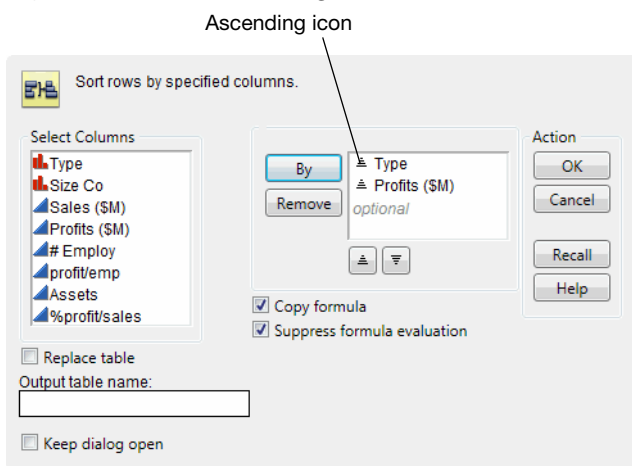 Ascending icon
Sort rows by specified columns.
Select Columns
Type
Size Co
Sales ($M)
Profits ($M)
# Employ
profit/emp
Assets
%profit/sales
Replace table
Output table name:
Keep dialog open
By
Remove
Type
Profits ($M)
optional
Copy formula
Suppress formula evaluation
Action
OK
Cancel
Recall
Help